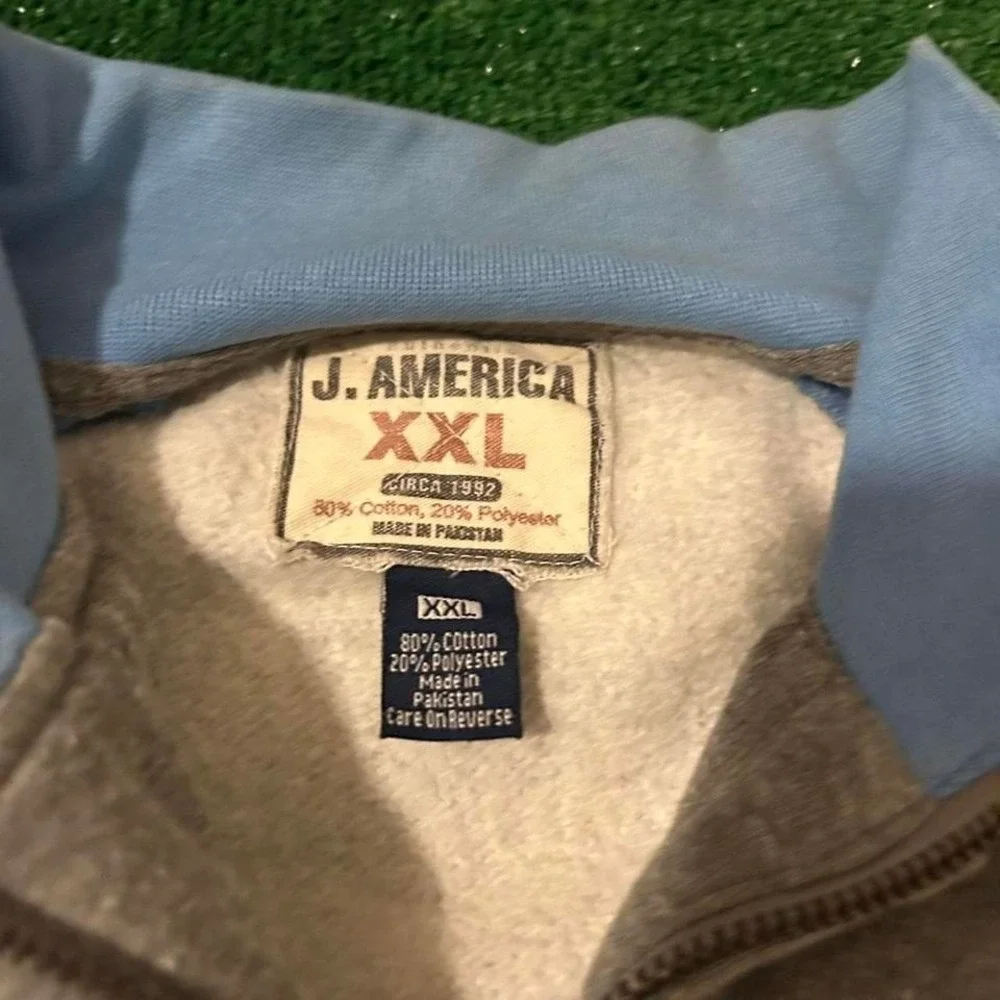 Authentic
J. AMERICA
XXL
CIRCA 1992
80% Cotton, 20% Polyester
MADE IN PAKISTAN
XXL
80% COtton
20% Polyester
Made in
Pakistan
Care On Reverse